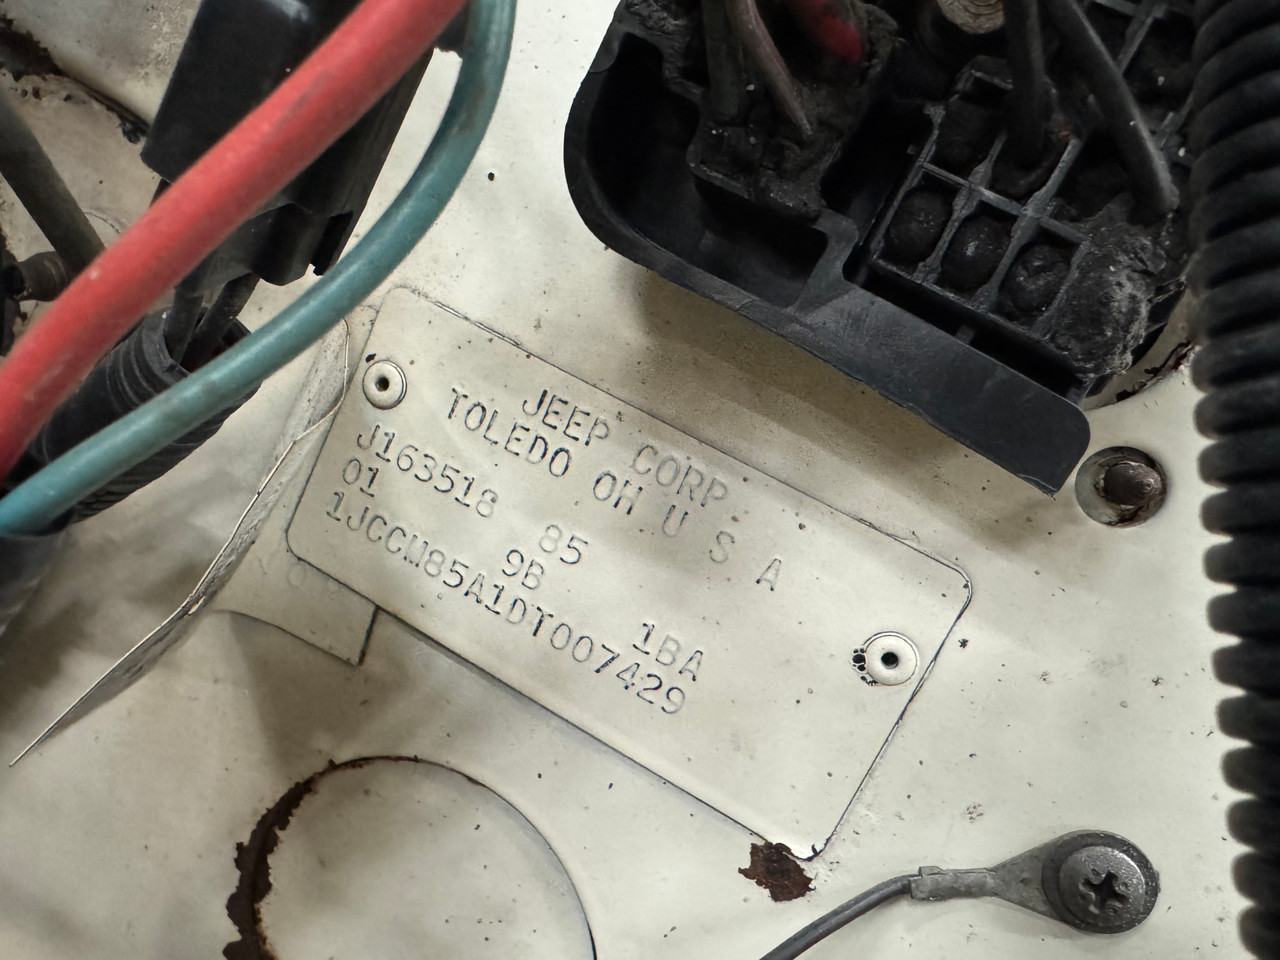 JEEP CORP
TOLEDO OH U S A
J163518 85 1BA
01 9B
1JCCM85A1DT007429